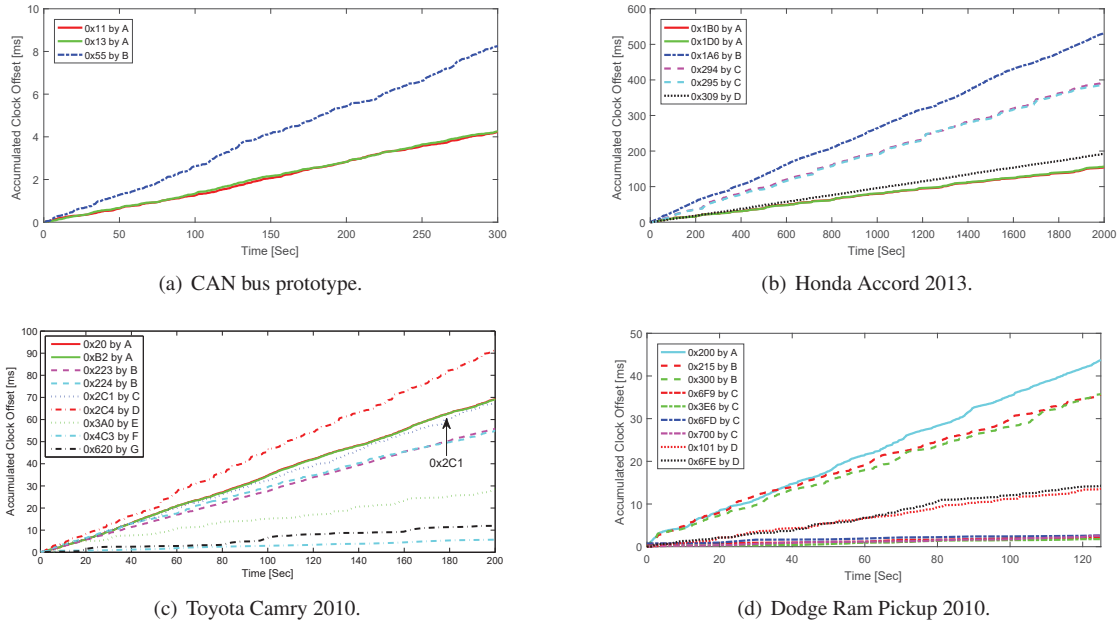 Accumulated Clock Offset [ms]
10
8
6
4
2
0
0x11 by A
0x13 by A
0x55 by B
0 50 100 150 200 250 300
Time [Sec]
(a) CAN bus prototype.
Accumulated Clock Offset [ms]
600
500
400
300
200
100
0
0x1B0 by A
0x1D0 by A
0x1A6 by B
0x294 by C
0x295 by C
0x309 by D
0 200 400 600 800 1000 1200 1400 1600 1800 2000
Time [Sec]
(b) Honda Accord 2013.
Accumulated Clock Offset [ms]
100
90
80
70
60
50
40
30
20
10
0
0x20 by A
0xB2 by A
0x223 by B
0x224 by B
0x2C1 by C
0x2C4 by D
0x3A0 by E
0x4C3 by F
0x620 by G
0x2C1
0 20 40 60 80 100 120 140 160 180 200
Time [Sec]
(c) Toyota Camry 2010.
Accumulated Clock Offset [ms]
50
40
30
20
10
0
0x200 by A
0x215 by B
0x300 by B
0x6F9 by C
0x3E6 by C
0x6FD by C
0x700 by C
0x101 by D
0x6FE by D
0 20 40 60 80 100 120
Time [Sec]
(d) Dodge Ram Pickup 2010.